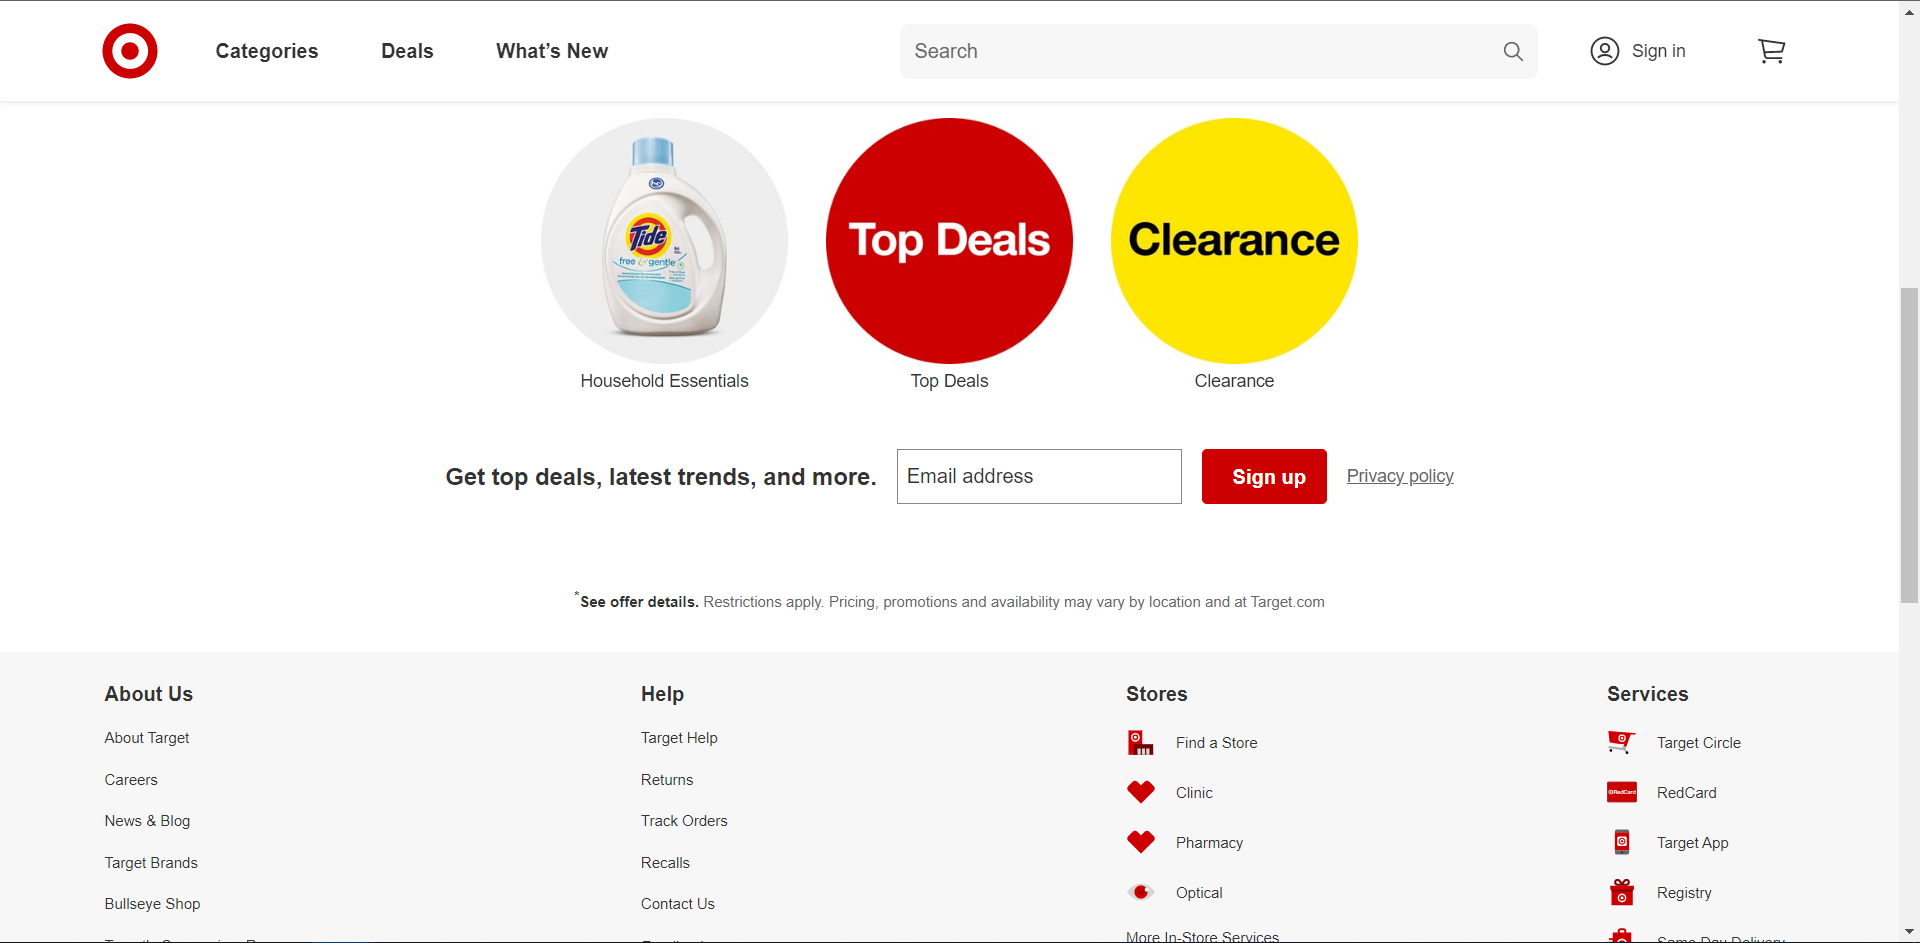 Categories Deals What’s New Search Sign in
Tide
free & gentle
Top Deals
Clearance
Household Essentials Top Deals Clearance
Get top deals, latest trends, and more. Email address Sign up Privacy policy
*See offer details. Restrictions apply. Pricing, promotions and availability may vary by location and at Target.com
About Us Help Stores Services
About Target Target Help Find a Store Target Circle
Careers Returns Clinic RedCard RedCard
News & Blog Track Orders Pharmacy Target App
Target Brands Recalls Optical Registry
Bullseye Shop Contact Us More In-Store Services Same Day Delivery